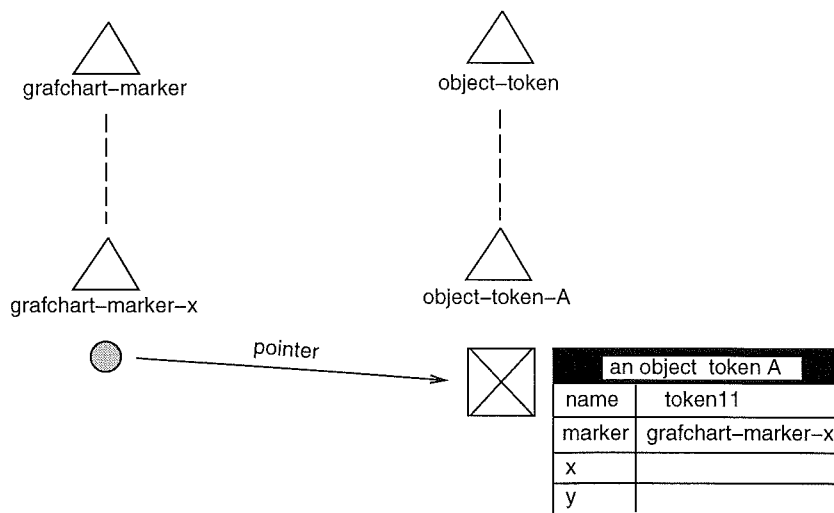 grafchart-marker
object-token
grafchart-marker-x
object-token-A
pointer
an object token A
name token11
marker grafchart-marker-x
x
y